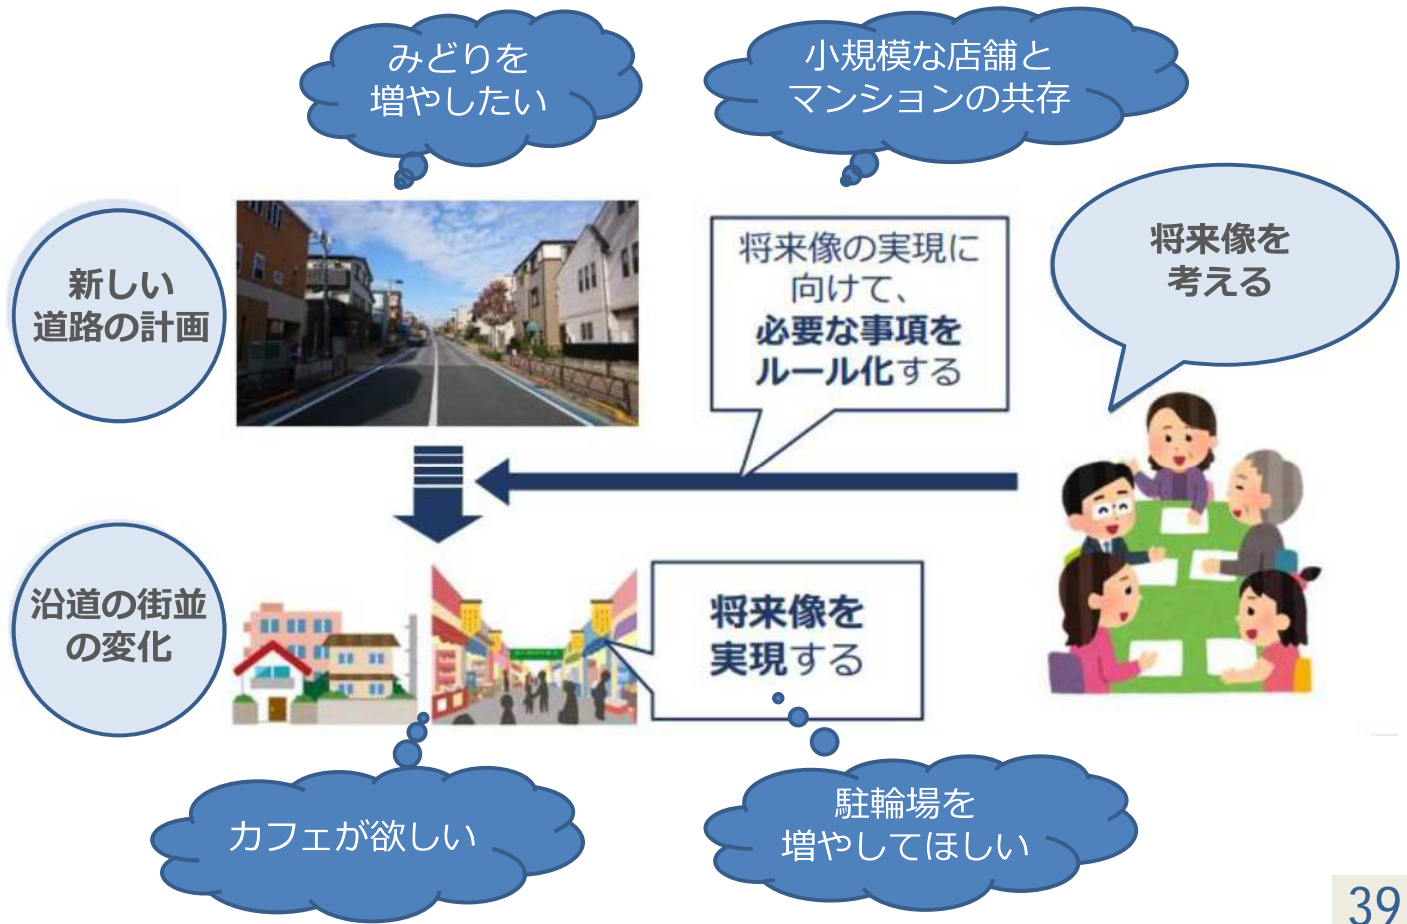 みどりを
増やしたい
小規模な店舗と
マンションの共存
新しい
道路の計画
将来像の実現に
向けて、
必要な事項を
ルール化する
将来像を
考える
沿道の街並
の変化
将来像を
実現する
カフェが欲しい
駐輪場を
増やしてほしい
39